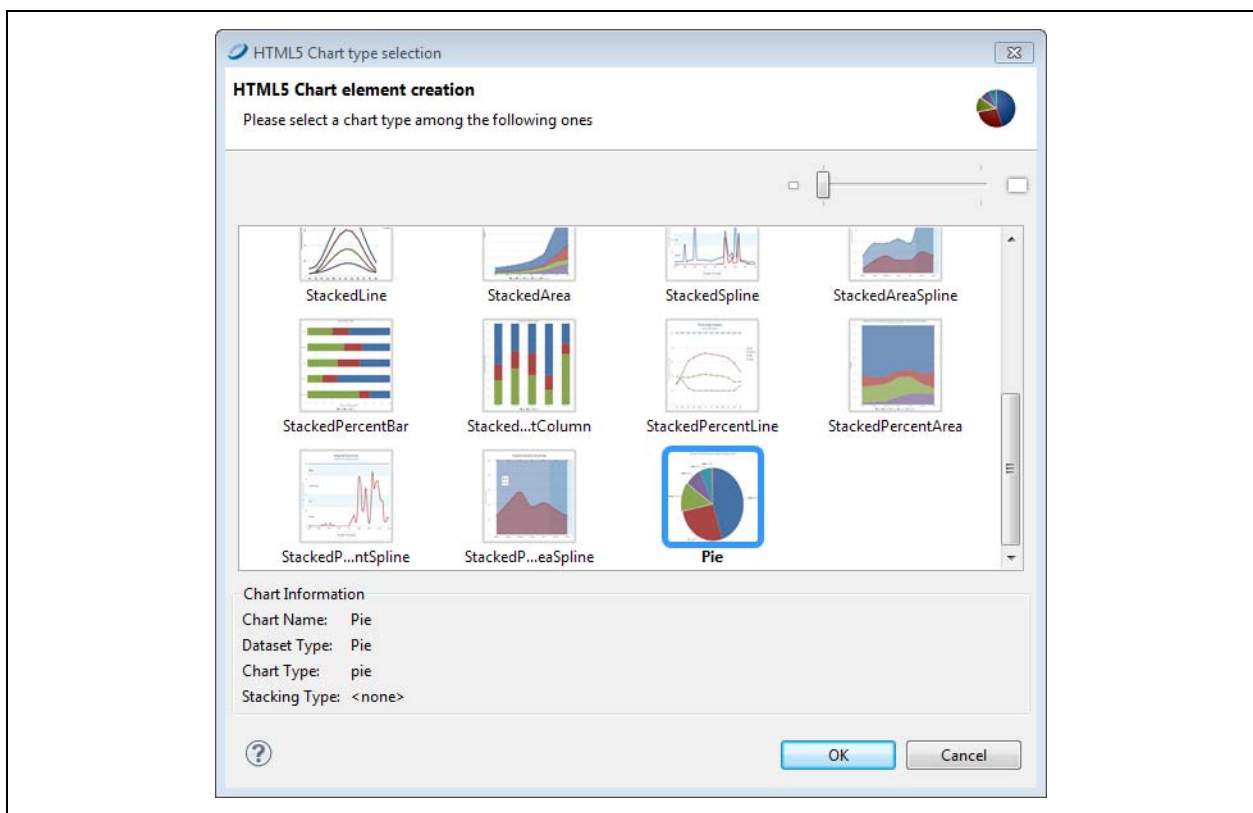 HTML5 Chart type selection
HTML5 Chart element creation
Please select a chart type among the following ones
StackedLine StackedArea StackedSpline StackedAreaSpline
StackedPercentBar Stacked...tColumn StackedPercentLine StackedPercentArea
StackedP...ntSpline StackedP...eaSpline Pie
Chart Information
Chart Name: Pie
Dataset Type: Pie
Chart Type: pie
Stacking Type: <none>
OK Cancel